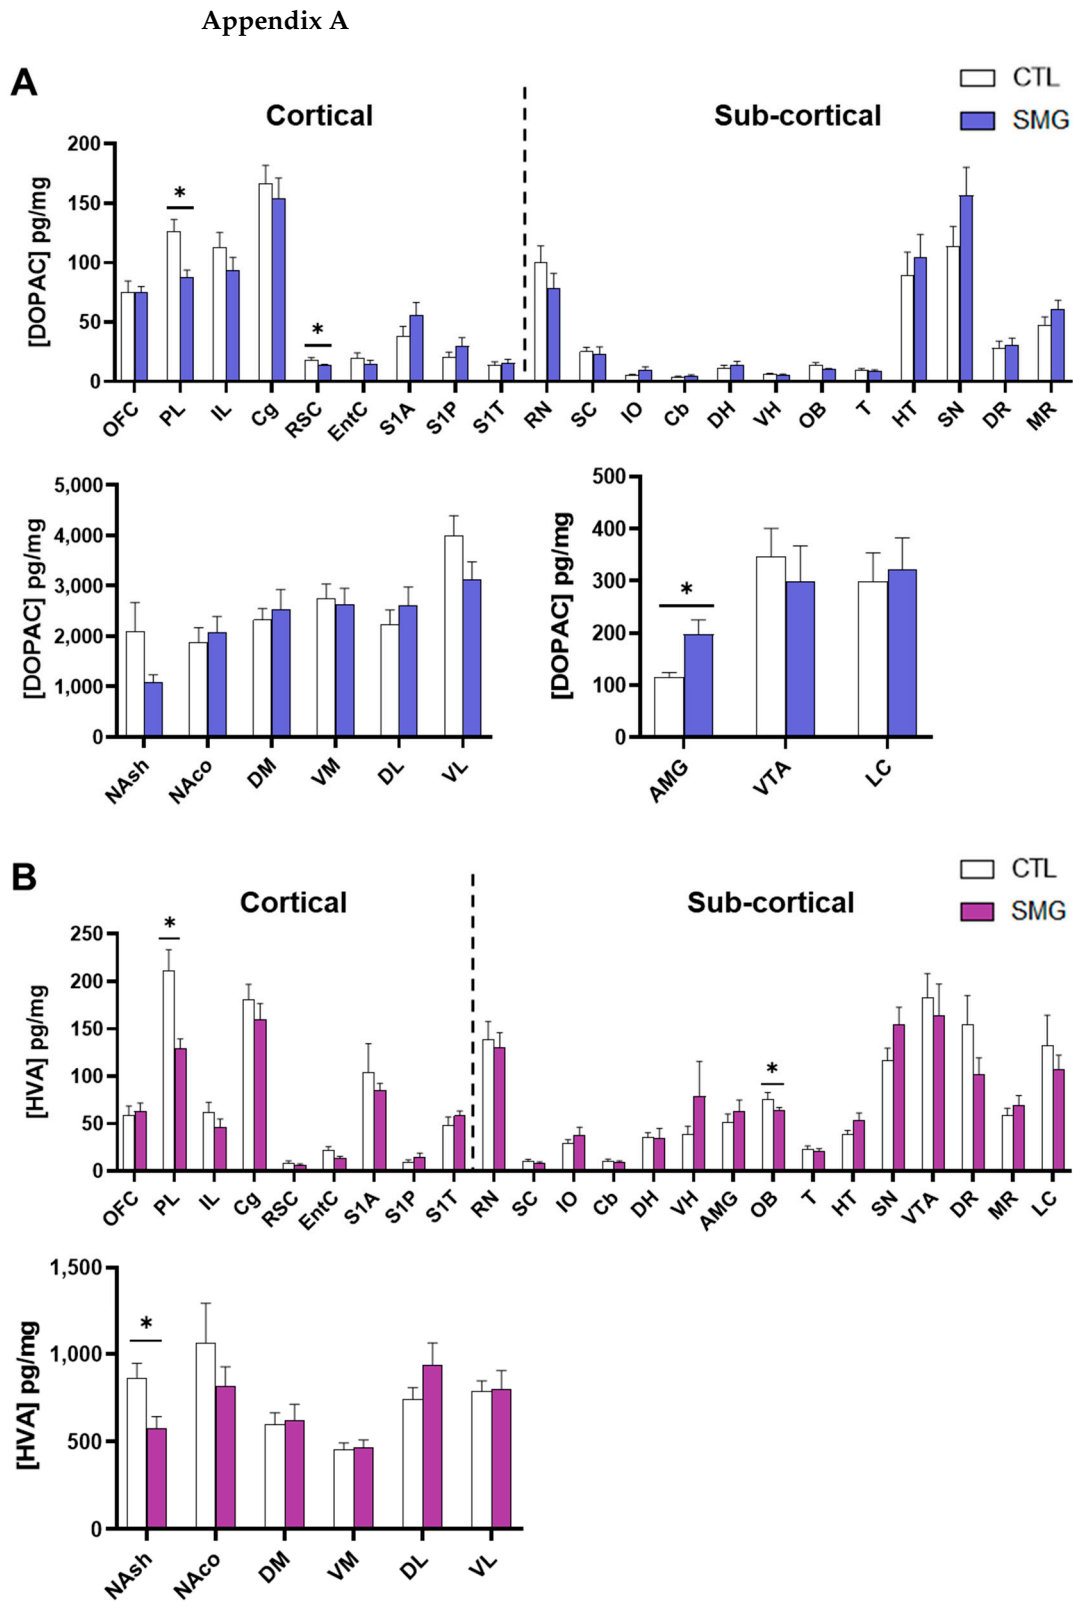 Appendix A
A
CTL
SMG
Cortical
Sub-cortical
[DOPAC] pg/mg
200
150
100
50
0
OFC PL IL Cg RSC EntC S1A S1P S1T RN SC IO Cb DH VH OB T HT SN DR MR
*
*
[DOPAC] pg/mg
5,000
4,000
3,000
2,000
1,000
0
NAsh NAco DM VM DL VL
[DOPAC] pg/mg
500
400
300
200
100
0
*
AMG VTA LC
B
CTL
SMG
Cortical
Sub-cortical
[HVA] pg/mg
250
200
150
100
50
0
*
*
OFC PL IL Cg RSC EntC S1A S1P S1T RN SC IO Cb DH VH AMG OB T HT SN VTA DR MR LC
[HVA] pg/mg
1,500
1,000
500
0
*
NAsh NAco DM VM DL VL